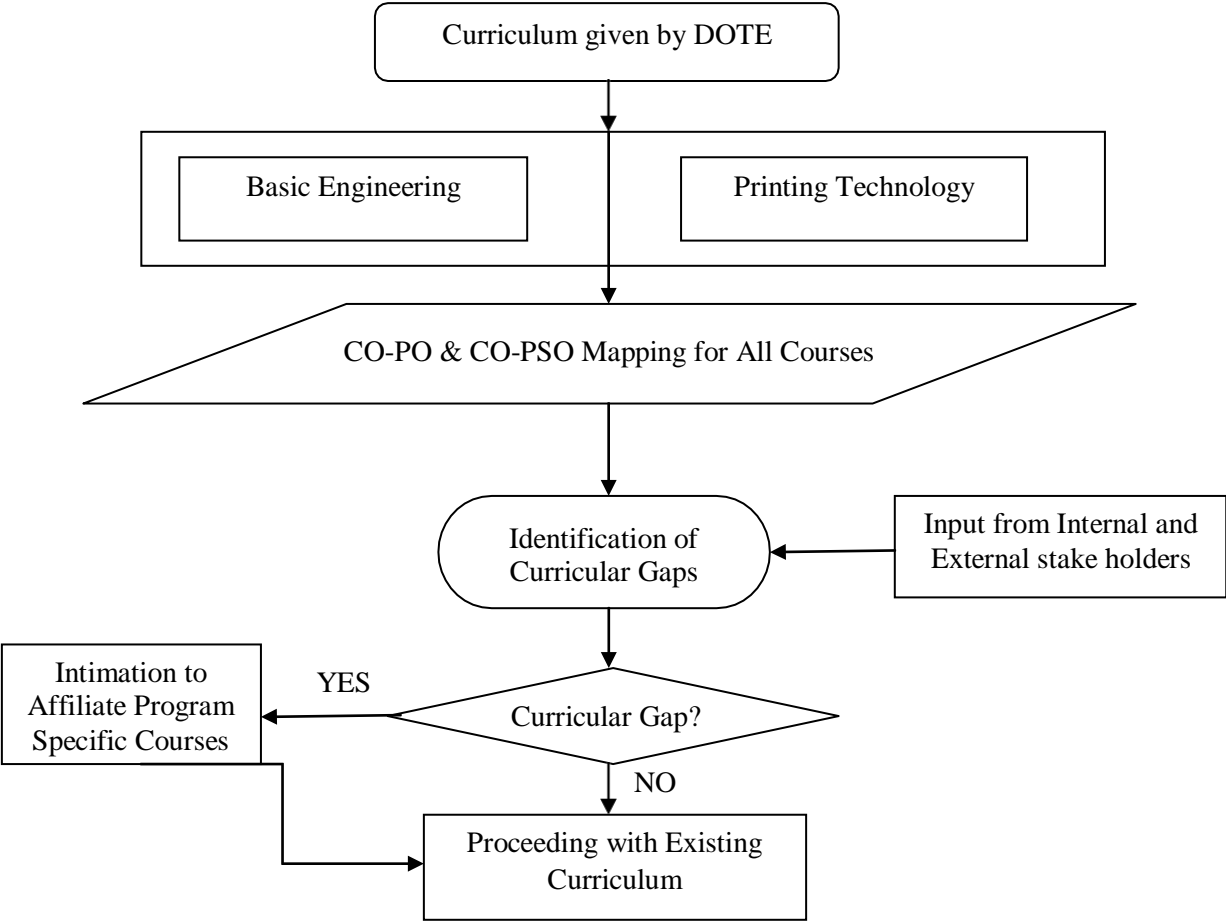 Curriculum given by DOTE
Basic Engineering
Printing Technology
CO-PO & CO-PSO Mapping for All Courses
Identification of
Curricular Gaps
Input from Internal and
External stake holders
Intimation to
Affiliate Program
Specific Courses
YES
Curricular Gap?
NO
Proceeding with Existing
Curriculum